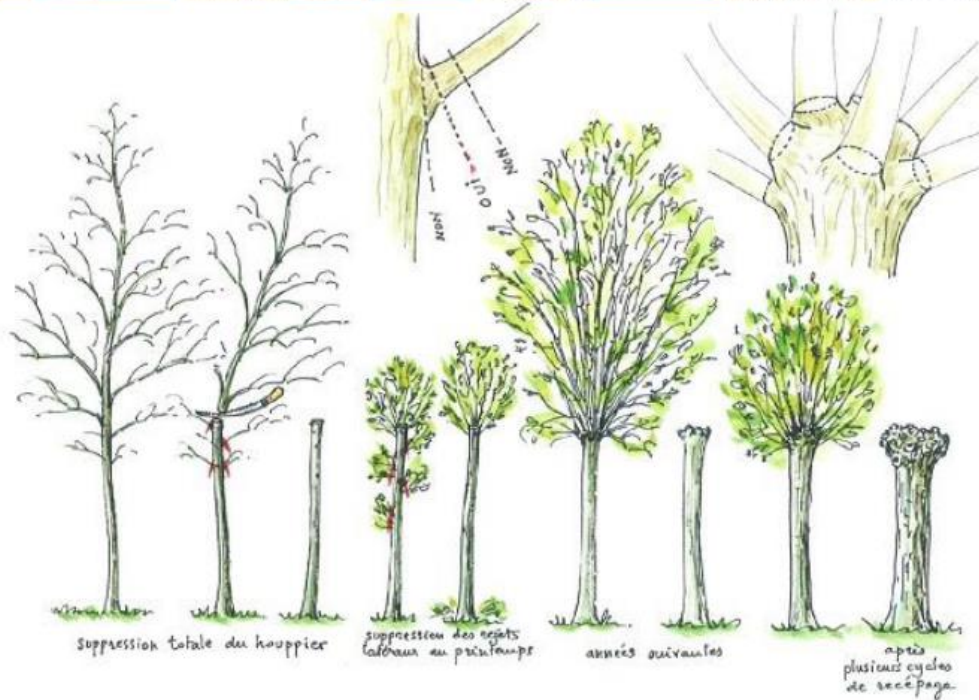 NON
OUI
NON
suppression totale du houppier
suppression des rejets
latéraux au printemps
années suivantes
après
plusieurs cycles
de recépage